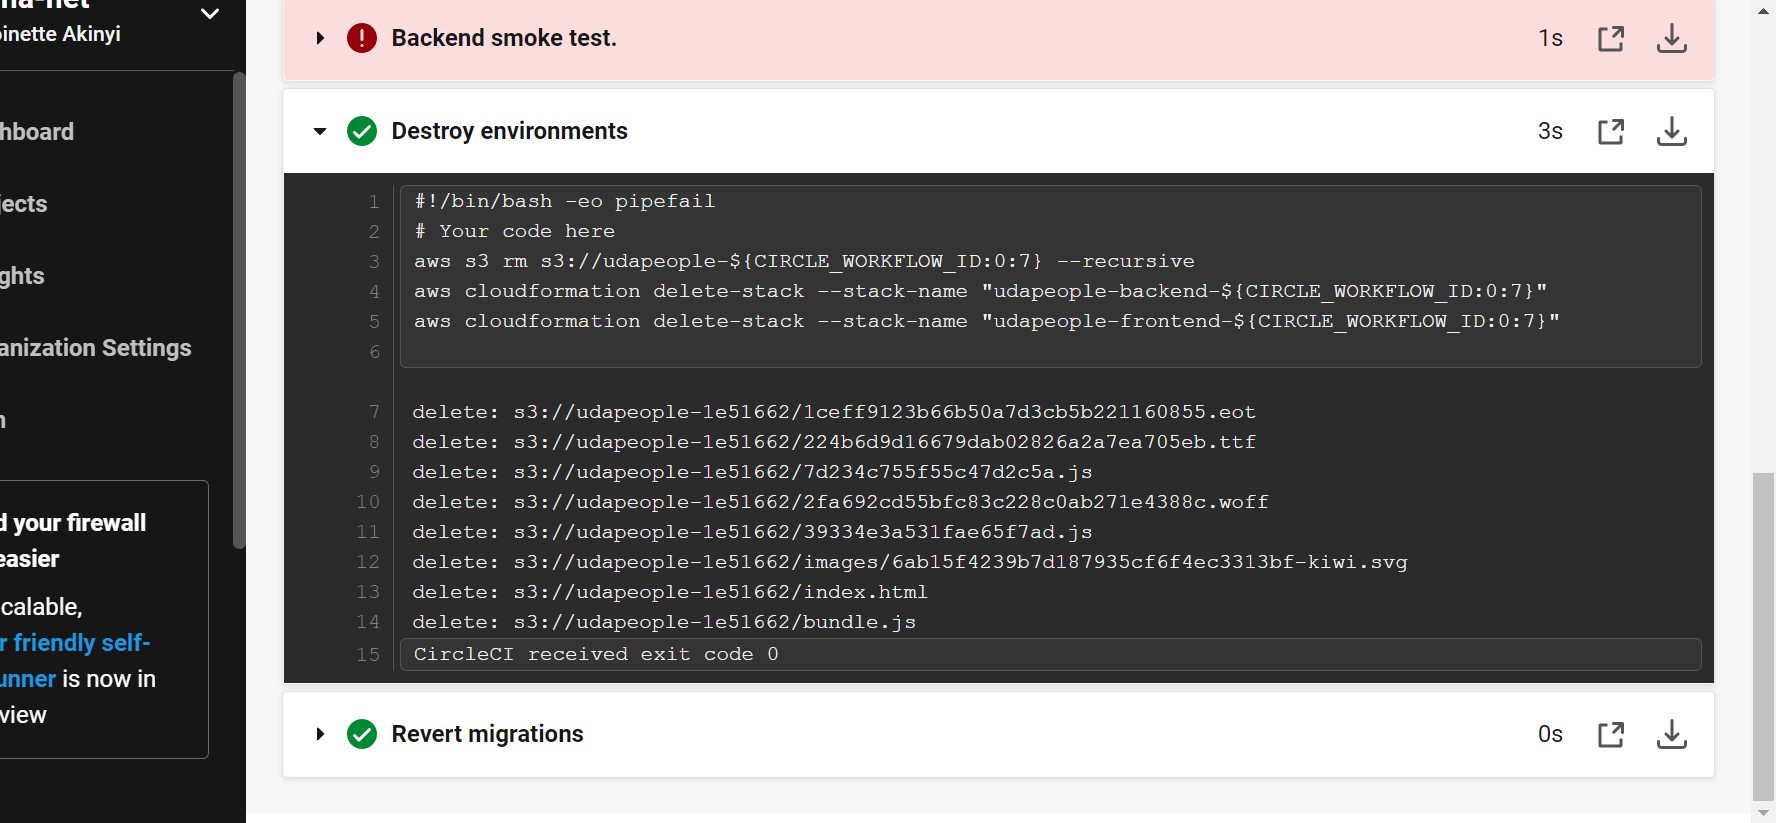 inette Akinyi
hboard
jects
ghts
anization Settings
d your firewall
easier
calable,
r friendly self-
unner is now in
view
Backend smoke test.
1s
Destroy environments
3s
1 #!/bin/bash -eo pipefail
2 # Your code here
3 aws s3 rm s3://udapeople-${CIRCLE_WORKFLOW_ID:0:7} --recursive
4 aws cloudformation delete-stack --stack-name "udapeople-backend-${CIRCLE_WORKFLOW_ID:0:7}"
5 aws cloudformation delete-stack --stack-name "udapeople-frontend-${CIRCLE_WORKFLOW_ID:0:7}"
6
7 delete: s3://udapeople-1e51662/1ceff9123b66b50a7d3cb5b221160855.eot
8 delete: s3://udapeople-1e51662/224b6d9d16679dab02826a2a7ea705eb.ttf
9 delete: s3://udapeople-1e51662/7d234c755f55c47d2c5a.js
10 delete: s3://udapeople-1e51662/2fa692cd55bfc83c228c0ab271e4388c.woff
11 delete: s3://udapeople-1e51662/39334e3a531fae65f7ad.js
12 delete: s3://udapeople-1e51662/images/6ab15f4239b7d187935cf6f4ec3313bf-kiwi.svg
13 delete: s3://udapeople-1e51662/index.html
14 delete: s3://udapeople-1e51662/bundle.js
15 CircleCI received exit code 0
Revert migrations
0s